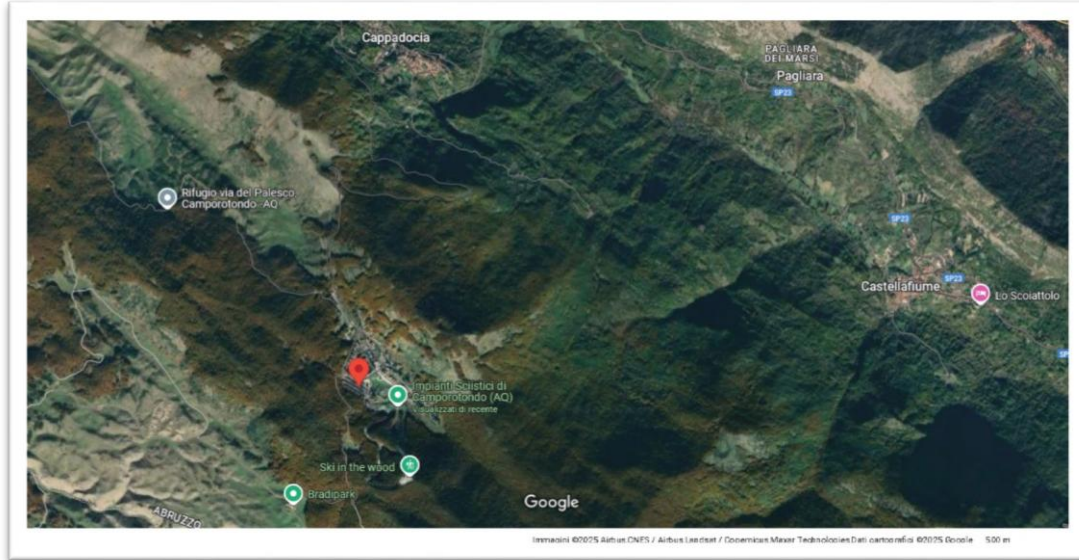 Cappadocia
PAGLIARA
DEI MARSI
Pagliara
SP23
Rifugio via del Palesco
Camporotondo -AQ
SP23
Castellafiume
SP23
Lo Scoiattolo
SP
Impianti Sciistici di
Camporotondo (AQ)
Visualizzati di recente
Ski in the wood
Bradipark
ABRUZZO
Google
Immagini ©2025 Airbus, CNES / Airbus, Landsat / Copernicus, Maxar Technologies, Dati cartografici ©2025 Google 500 m